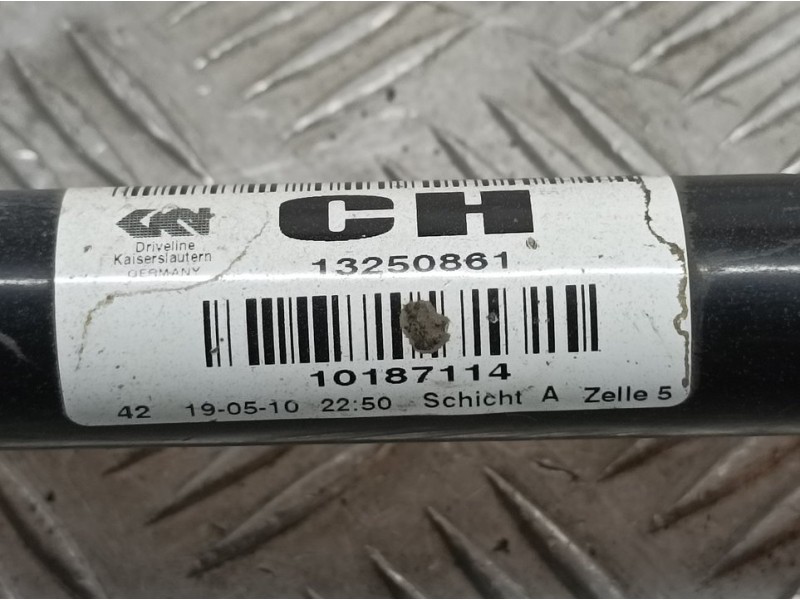 GKN
CH
Driveline
Kaiserslautern
GERMANY
13250861
10187114
42 19-05-10 22:50 Schicht A Zelle 5